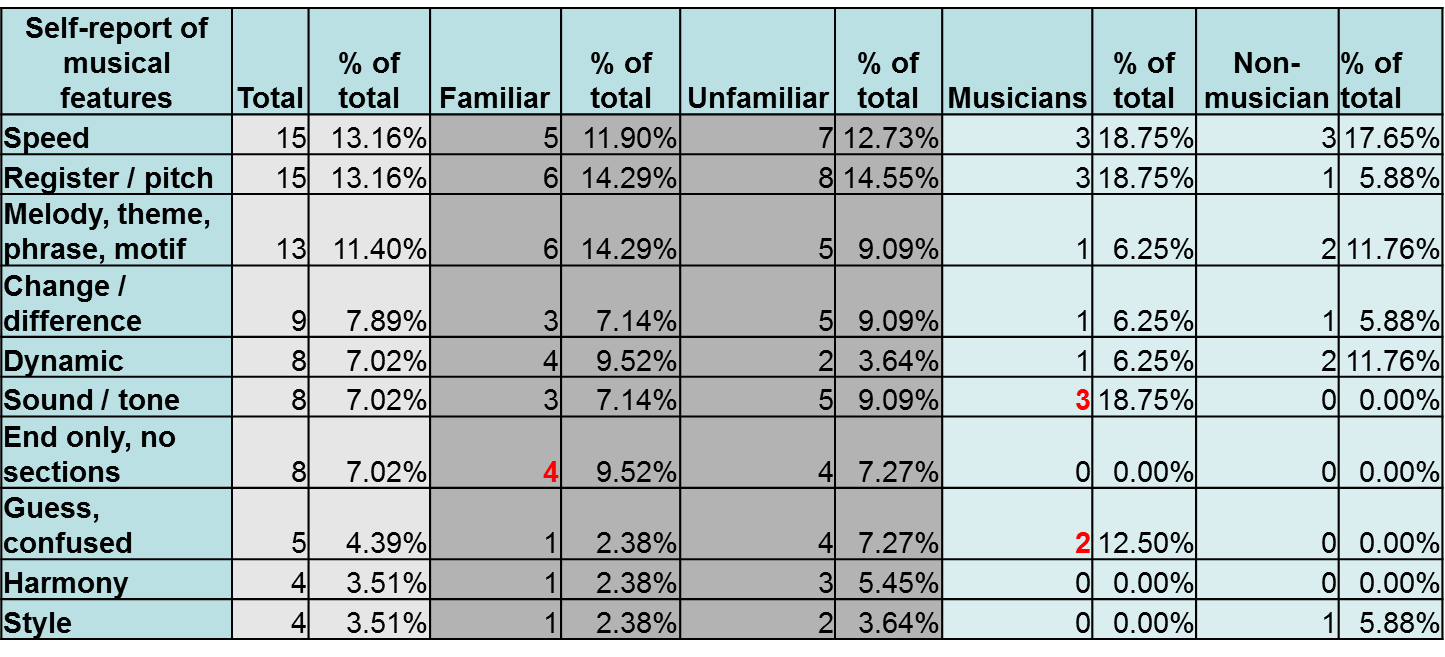 Self-report of musical features Total % of total Familiar % of total Unfamiliar % of total Musicians % of total Non-musician % of total
Speed 15 13.16% 5 11.90% 7 12.73% 3 18.75% 3 17.65%
Register / pitch 15 13.16% 6 14.29% 8 14.55% 3 18.75% 1 5.88%
Melody, theme, phrase, motif 13 11.40% 6 14.29% 5 9.09% 1 6.25% 2 11.76%
Change / difference 9 7.89% 3 7.14% 5 9.09% 1 6.25% 1 5.88%
Dynamic 8 7.02% 4 9.52% 2 3.64% 1 6.25% 2 11.76%
Sound / tone 8 7.02% 3 7.14% 5 9.09% 3 18.75% 0 0.00%
End only, no sections 8 7.02% 4 9.52% 4 7.27% 0 0.00% 0 0.00%
Guess, confused 5 4.39% 1 2.38% 4 7.27% 2 12.50% 0 0.00%
Harmony 4 3.51% 1 2.38% 3 5.45% 0 0.00% 0 0.00%
Style 4 3.51% 1 2.38% 2 3.64% 0 0.00% 1 5.88%